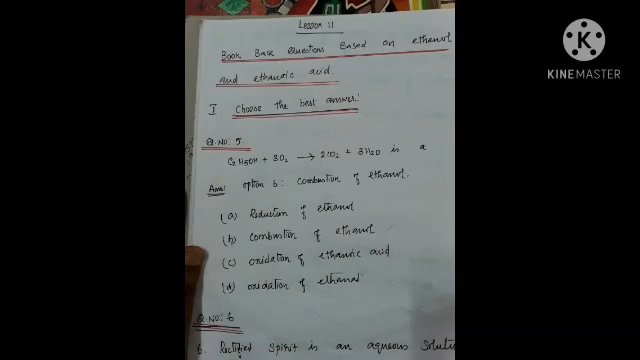 Lesson 11
Book Back Questions Based on ethanol
and ethanoic acid.
I Choose the best answer:
Q.NO: 5
C2H5OH + 3O2 → 2CO2 + 3H2O is a
Ans: option b: Combustion of ethanol.
(a) Reduction of ethanol
(b) Combustion of ethanol
(c) oxidation of ethanoic acid
(d) oxidation of ethanal
Q.NO: 6
6. Rectified spirit is an aqueous solution
KINEMASTER